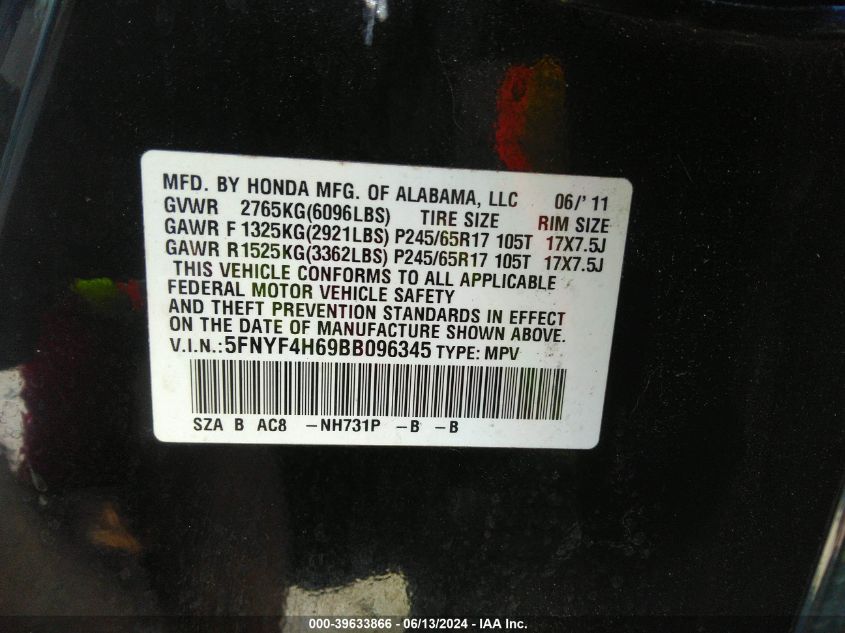 MFD. BY HONDA MFG. OF ALABAMA, LLC 06/'11
GVWR 2765KG(6096LBS) TIRE SIZE RIM SIZE
GAWR F 1325KG(2921LBS) P245/65R17 105T 17X7.5J
GAWR R 1525KG(3362LBS) P245/65R17 105T 17X7.5J
THIS VEHICLE CONFORMS TO ALL APPLICABLE
FEDERAL MOTOR VEHICLE SAFETY
AND THEFT PREVENTION STANDARDS IN EFFECT
ON THE DATE OF MANUFACTURE SHOWN ABOVE.
V.I.N.:5FNYF4H69BB096345 TYPE: MPV
SZA B AC8 -NH731P -B -B
000-39633866 - 06/13/2024 - IAA Inc.